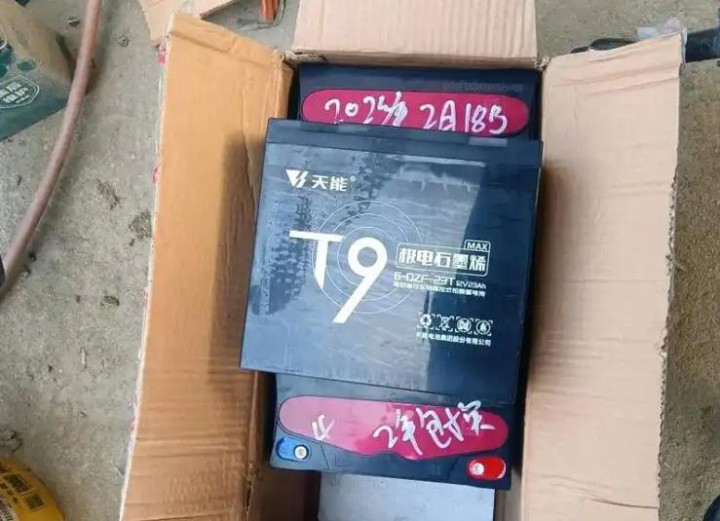 2025年2月18号
天能
T9
极电石墨烯 MAX
6-DZF-23T 12V23Ah
天能电池集团股份有限公司
4 2年包换